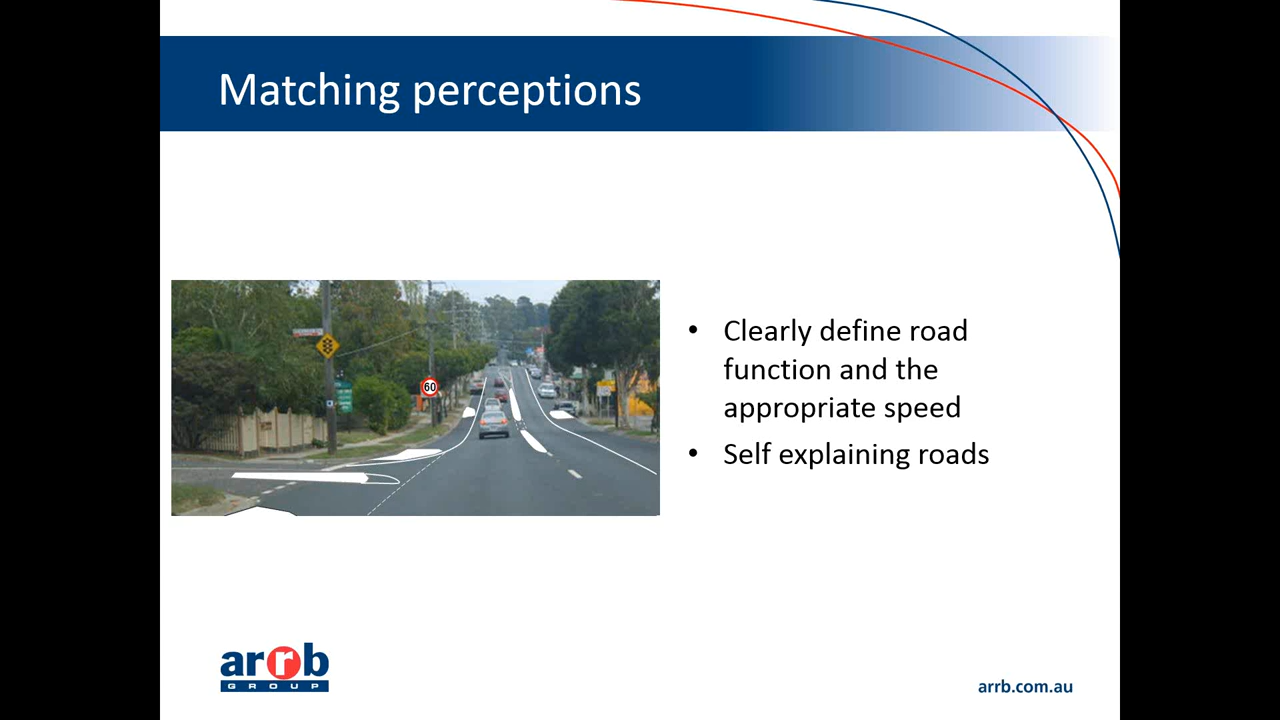 Matching perceptions
60
• Clearly define road
function and the
appropriate speed
• Self explaining roads
arrb
GROUP
arrb.com.au